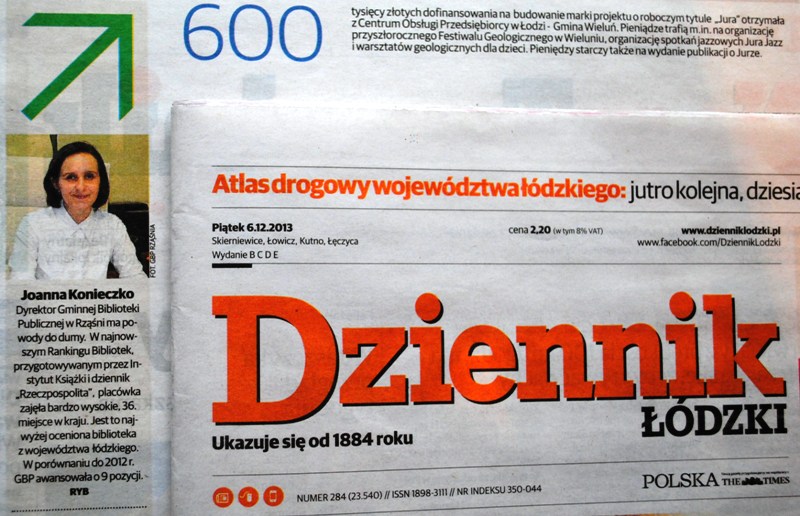 600
tysięcy złotych dofinansowania na budowanie marki projektu o roboczym tytule „Jura” otrzymała
z Centrum Obsługi Przedsiębiorcy w Łodzi - Gmina Wieluń. Pieniądze trafią m.in. na organizację
przyszłorocznego Festiwalu Geologicznego w Wieluniu, organizację spotkań jazzowych Jura Jazz
i warsztatów geologicznych dla dzieci. Pieniędzy starczy także na wydanie publikacji o Jurze.
FOT. GBP RZĄŚNIA
Joanna Konieczko
Dyrektor Gminnej Biblioteki
Publicznej w Rząśni ma po-
wody do dumy. W najnow-
szym Rankingu Bibliotek,
przygotowanym przez In-
stytut Książki i dziennik
„Rzeczpospolita”, placówka
zajęła bardzo wysokie, 36.
miejsce w kraju. Jest to naj-
wyżej oceniona biblioteka
z województwa łódzkiego.
W porównaniu do 2012 r.
GBP awansowała o 9 pozycji. -
RYB
Atlas drogowy województwa łódzkiego: jutro kolejna, dziesia
Piątek 6.12.2013
Skierniewice, Łowicz, Kutno, Łęczyca
Wydanie B C D E
cena 2,20 (w tym 8% VAT)
www.dzienniklodzki.pl
www.facebook.com/DziennikLodzki
Dziennik
ŁÓDZKI
Ukazuje się od 1884 roku
NUMER 284 (23.540) // ISSN 1898-3111 // NR INDEKSU 350-044
POLSKA THE TIMES